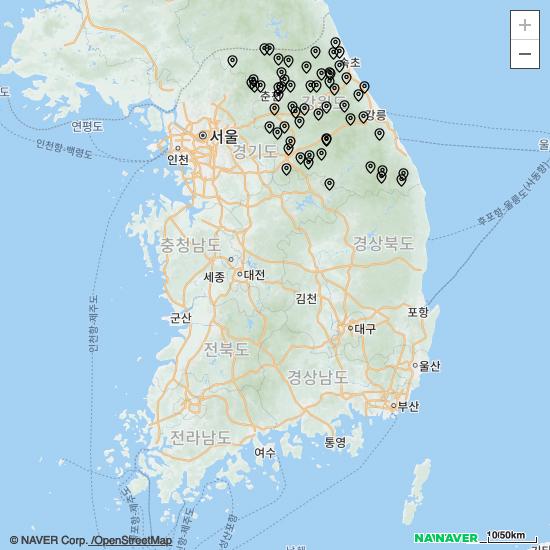 +
−
속초
춘천
강원도
강릉
연평도
서울
인천항-백령도
경기도
인천
울
후포항-울릉도(사동항)
충청남도
경상북도
세종
대전
김천
인천항-제주도
군산
포항
대구
전북도
경상남도
울산
부산
전라남도
여수
통영
© NAVER Corp. /OpenStreetMap
NAVER
10/50km